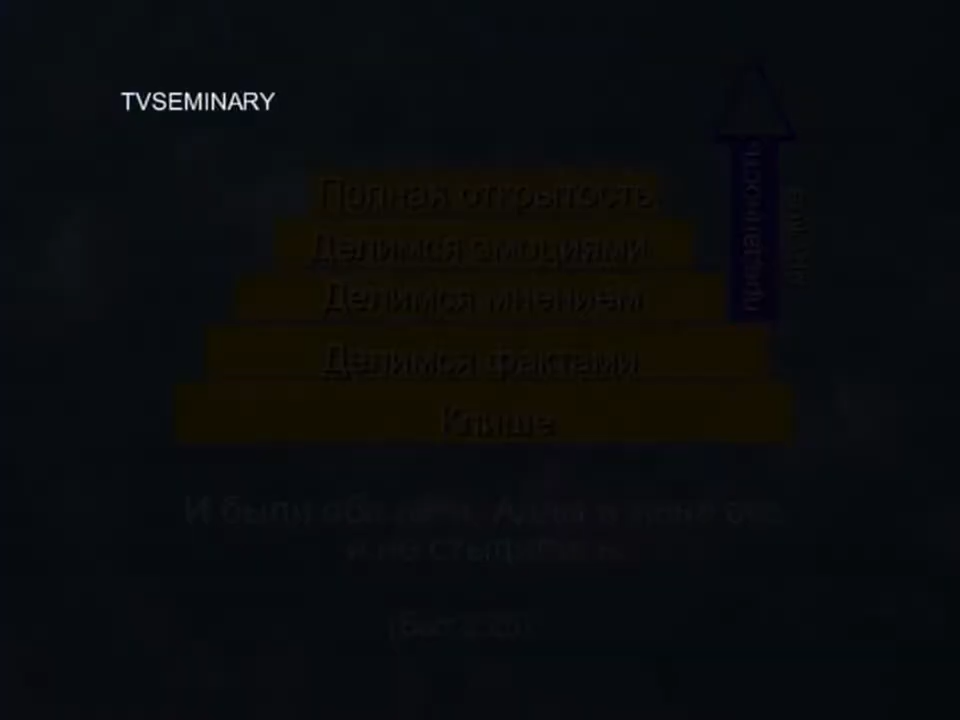 TVSEMINARY
Полная открытость
Делимся эмоциями
Делимся мнением
Делимся фактами
Клише
И были оба наги, Адам и жена его,
и не стыдились